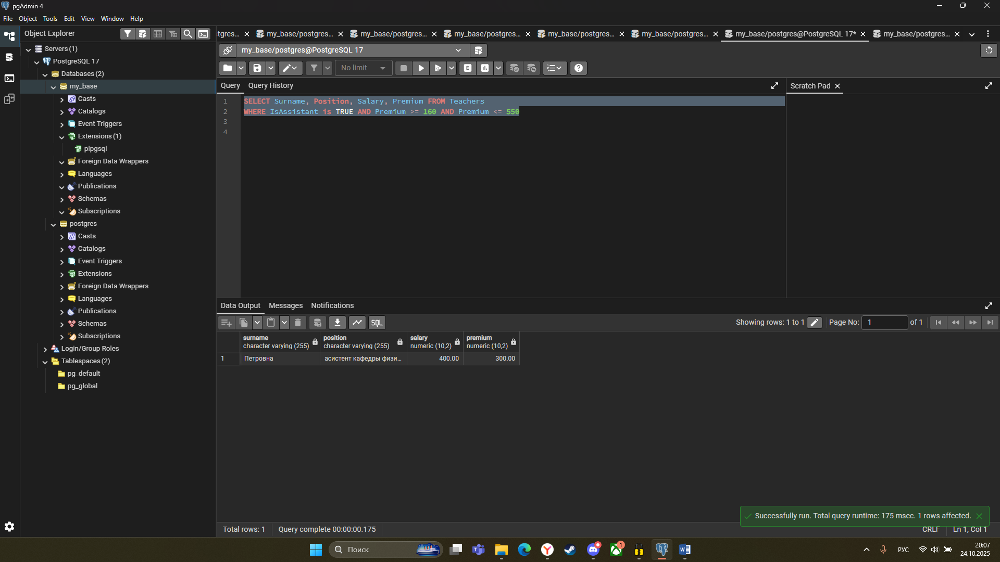 pgAdmin 4
File Object Tools Edit View Window Help
Object Explorer
Servers (1)
PostgreSQL 17
Databases (2)
my_base
Casts
Catalogs
Event Triggers
Extensions (1)
plpgsql
Foreign Data Wrappers
Languages
Publications
Schemas
Subscriptions
postgres
Casts
Catalogs
Event Triggers
Extensions
Foreign Data Wrappers
Languages
Publications
Schemas
Subscriptions
Login/Group Roles
Tablespaces (2)
pg_default
pg_global
stgres... my_base/postgres... my_base/postgres... my_base/postgres... my_base/postgres... my_base/postgres... my_base/postgres@PostgreSQL 17* my_base/postgres...
my_base/postgres@PostgreSQL 17
No limit
E
Query Query History
Scratch Pad
1 SELECT Surname, Position, Salary, Premium FROM Teachers
2 WHERE IsAssistant is TRUE AND Premium >= 160 AND Premium <= 550
3
4
Data Output Messages Notifications
SQL
Showing rows: 1 to 1 Page No: 1 of 1
surname position salary premium
character varying (255) character varying (255) numeric (10,2) numeric (10,2)
1 Петровна асистент кафедры физи... 400.00 300.00
Successfully run. Total query runtime: 175 msec. 1 rows affected.
Total rows: 1 Query complete 00:00:00.175 CRLF Ln 1, Col 1
Поиск
1
РУС
20:07
24.10.2025